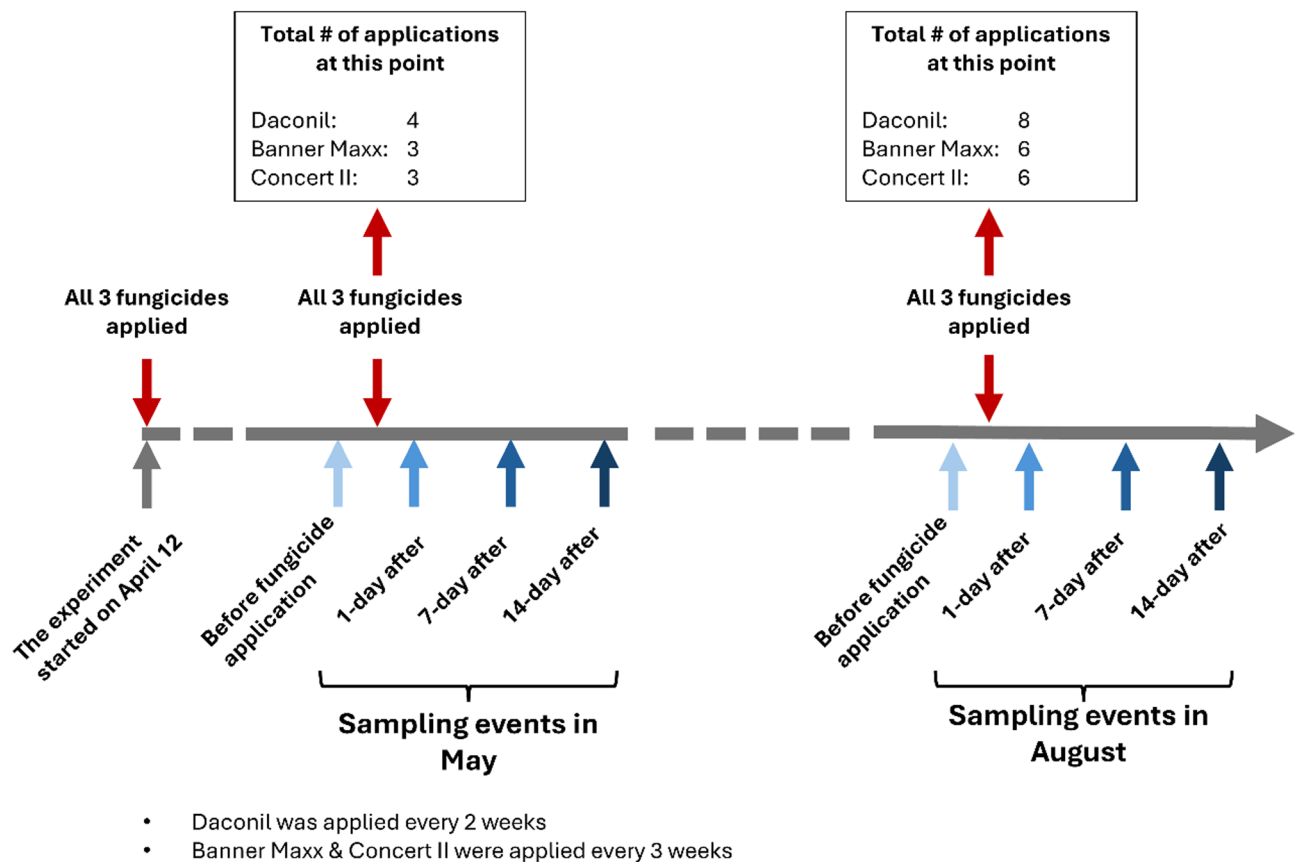 Total # of applications
at this point
Daconil: 4
Banner Maxx: 3
Concert II: 3
Total # of applications
at this point
Daconil: 8
Banner Maxx: 6
Concert II: 6
All 3 fungicides
applied
All 3 fungicides
applied
All 3 fungicides
applied
The experiment
started on April 12
Before fungicide
application
1-day after
7-day after
14-day after
Before fungicide
application
1-day after
7-day after
14-day after
Sampling events in
May
Sampling events in
August
• Daconil was applied every 2 weeks
• Banner Maxx & Concert II were applied every 3 weeks